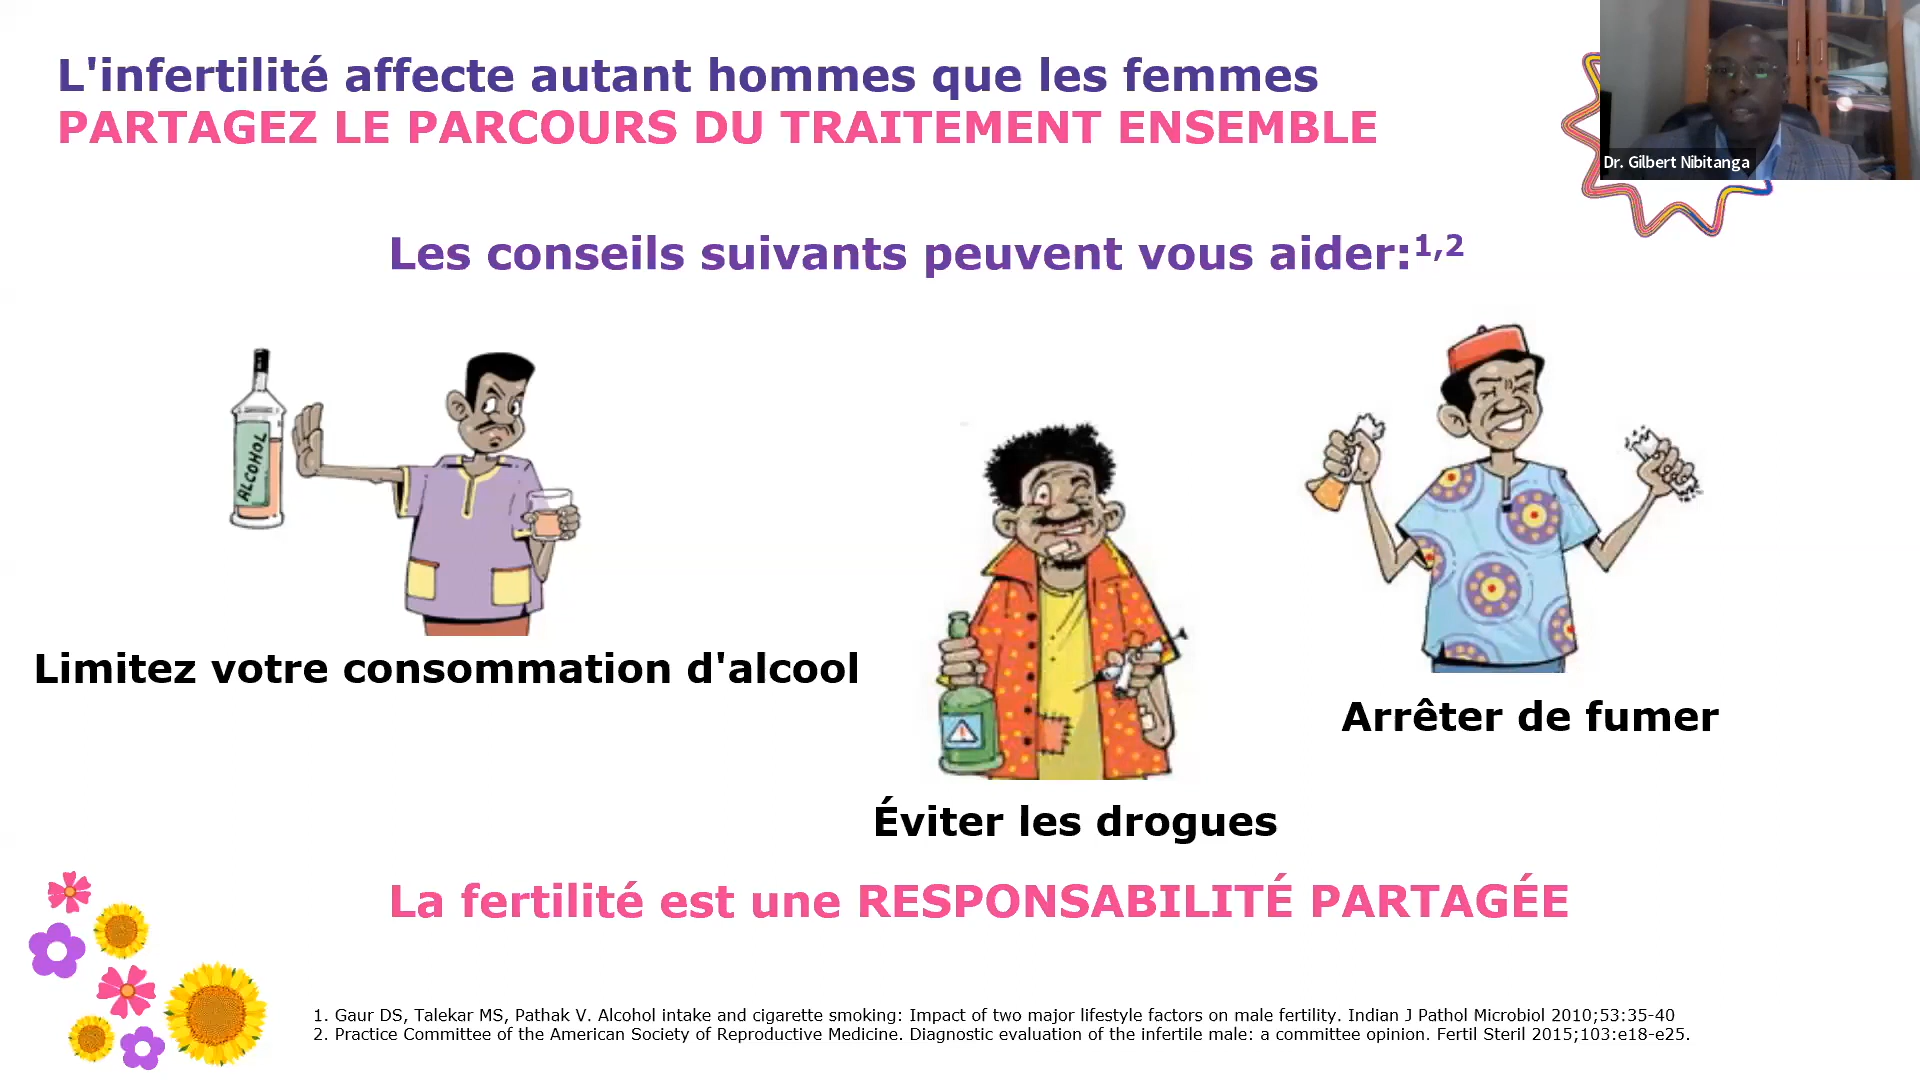 L'infertilité affecte autant hommes que les femmes
PARTAGEZ LE PARCOURS DU TRAITEMENT ENSEMBLE
Dr. Gilbert Nibitanga
Les conseils suivants peuvent vous aider:1,2
ALCOHOL
Limitez votre consommation d'alcool
Arrêter de fumer
Éviter les drogues
La fertilité est une RESPONSABILITÉ PARTAGÉE
1. Gaur DS, Talekar MS, Pathak V. Alcohol intake and cigarette smoking: Impact of two major lifestyle factors on male fertility. Indian J Pathol Microbiol 2010;53:35-40
2. Practice Committee of the American Society of Reproductive Medicine. Diagnostic evaluation of the infertile male: a committee opinion. Fertil Steril 2015;103:e18-e25.